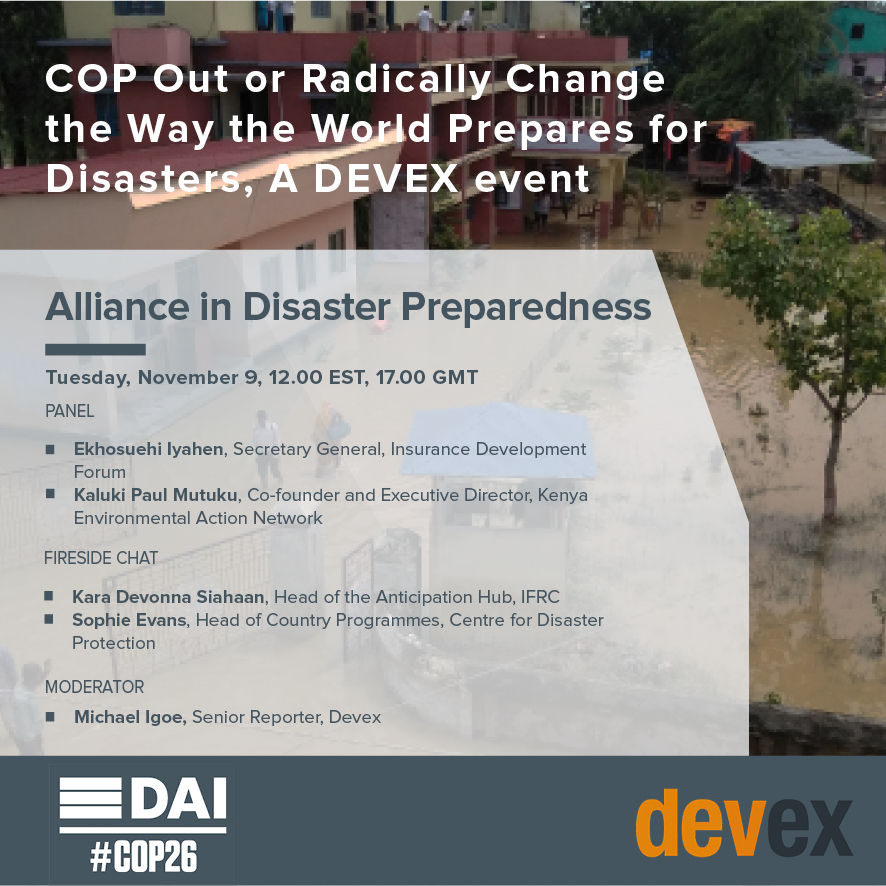 COP Out or Radically Change
the Way the World Prepares for
Disasters, A DEVEX event
Alliance in Disaster Preparedness
Tuesday, November 9, 12.00 EST, 17.00 GMT
PANEL
Ekhosuehi Iyahen, Secretary General, Insurance Development
Forum
Kaluki Paul Mutuku, Co-founder and Executive Director, Kenya
Environmental Action Network
FIRESIDE CHAT
Kara Devonna Siahaan, Head of the Anticipation Hub, IFRC
Sophie Evans, Head of Country Programmes, Centre for Disaster
Protection
MODERATOR
Michael Igoe, Senior Reporter, Devex
DAI
#COP26
devex